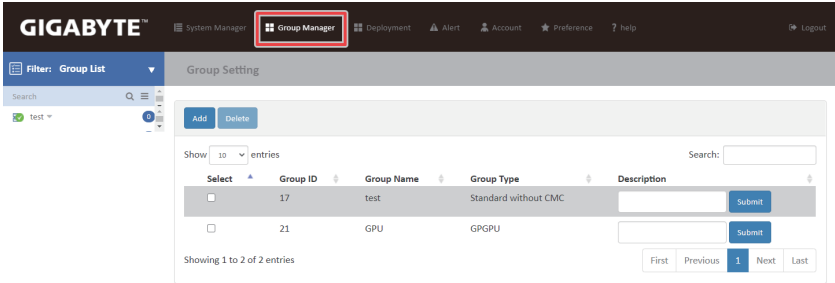 GIGABYTE™ System Manager Group Manager Deployment Alert Account Preference ? help Logout
Filter: Group List Group Setting
Search
test 0 Add Delete
Show 10 entries Search:
Select Group ID Group Name Group Type Description
17 test Standard without CMC Submit
21 GPU GPGPU Submit
Showing 1 to 2 of 2 entries First Previous 1 Next Last